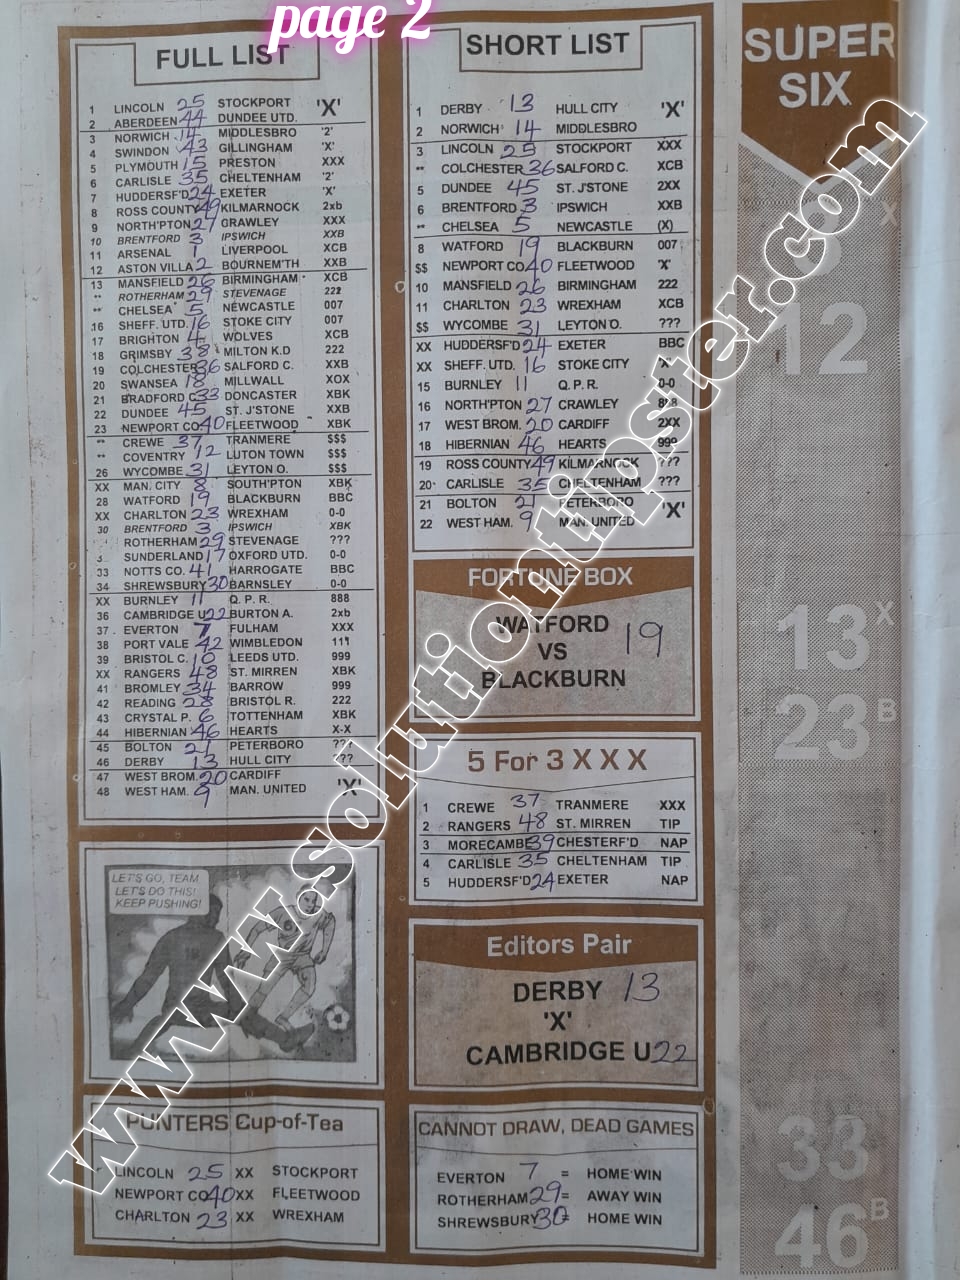 page 2
FULL LIST
1 LINCOLN 25 STOCKPORT 'X'
2 ABERDEEN 44 DUNDEE UTD.
3 NORWICH 14 MIDDLESBRO '2'
4 SWINDON 43 GILLINGHAM 'X'
5 PLYMOUTH 15 PRESTON XXX
6 CARLISLE 35 CHELTENHAM '2'
7 HUDDERSF'D 24 EXETER 'X'
8 ROSS COUNTY 49 KILMARNOCK 2xb
9 NORTH'PTON 27 CRAWLEY XXX
10 BRENTFORD 3 IPSWICH XXB
11 ARSENAL 1 LIVERPOOL XCB
12 ASTON VILLA 2 BOURNEM'TH XXB
13 MANSFIELD 26 BIRMINGHAM XCB
** ROTHERHAM 29 STEVENAGE 222
** CHELSEA 5 NEWCASTLE 007
16 SHEFF. UTD. 16 STOKE CITY 007
17 BRIGHTON 4 WOLVES XCB
18 GRIMSBY 38 MILTON K.D 222
19 COLCHESTER 36 SALFORD C. XXB
20 SWANSEA 18 MILLWALL XOX
21 BRADFORD C. 33 DONCASTER XBK
22 DUNDEE 45 ST. J'STONE XXB
23 NEWPORT CO 40 FLEETWOOD XBK
** CREWE 37 TRANMERE $$$
** COVENTRY 12 LUTON TOWN $$$
26 WYCOMBE 31 LEYTON O. $$$
XX MAN. CITY 8 SOUTH'PTON XBK
28 WATFORD 19 BLACKBURN BBC
XX CHARLTON 23 WREXHAM 0-0
30 BRENTFORD 3 IPSWICH XBK
ROTHERHAM 29 STEVENAGE ???
SUNDERLAND 17 OXFORD UTD. 0-0
33 NOTTS CO. 41 HARROGATE BBC
34 SHREWSBURY 30 BARNSLEY 0-0
XX BURNLEY 11 Q. P. R. 888
36 CAMBRIDGE U 22 BURTON A. 2xb
37 EVERTON 7 FULHAM XXX
38 PORT VALE 42 WIMBLEDON 111
39 BRISTOL C. 10 LEEDS UTD. 999
XX RANGERS 48 ST. MIRREN XBK
41 BROMLEY 34 BARROW 999
42 READING 28 BRISTOL R. 222
43 CRYSTAL P. 6 TOTTENHAM XBK
44 HIBERNIAN 46 HEARTS X-X
45 BOLTON 21 PETERBORO ???
46 DERBY 13 HULL CITY ???
47 WEST BROM. 20 CARDIFF 'X'
48 WEST HAM. 9 MAN. UNITED
LET'S GO, TEAM.
LET'S DO THIS!
KEEP PUSHING!
PUNTERS Cup-of-Tea
LINCOLN 25 XX STOCKPORT
NEWPORT CO 40 XX FLEETWOOD
CHARLTON 23 XX WREXHAM
SHORT LIST
1 DERBY 13 HULL CITY 'X'
2 NORWICH 14 MIDDLESBRO
3 LINCOLN 25 STOCKPORT XXX
** COLCHESTER 36 SALFORD C. XCB
5 DUNDEE 45 ST. J'STONE 2XX
6 BRENTFORD 3 IPSWICH XXB
** CHELSEA 5 NEWCASTLE (X)
8 WATFORD 19 BLACKBURN 007
$$ NEWPORT CO 40 FLEETWOOD 'X'
10 MANSFIELD 26 BIRMINGHAM 222
11 CHARLTON 23 WREXHAM XCB
$$ WYCOMBE 31 LEYTON O. ???
XX HUDDERSF'D 24 EXETER BBC
XX SHEFF. UTD. 16 STOKE CITY 'X'
15 BURNLEY 11 Q. P. R. 0-0
16 NORTH'PTON 27 CRAWLEY 888
17 WEST BROM. 20 CARDIFF 2XX
18 HIBERNIAN 46 HEARTS 999
19 ROSS COUNTY 49 KILMARNOCK ???
20 CARLISLE 35 CHELTENHAM ???
21 BOLTON 21 PETERBORO 'X'
22 WEST HAM. 9 MAN. UNITED
FORTUNE BOX
WATFORD 19
VS
BLACKBURN
5 For 3 X X X
1 CREWE 37 TRANMERE XXX
2 RANGERS 48 ST. MIRREN TIP
3 MORECAMBE 39 CHESTERF'D NAP
4 CARLISLE 35 CHELTENHAM TIP
5 HUDDERSF'D 24 EXETER NAP
Editors Pair
DERBY 13
'X'
CAMBRIDGE U 22
CANNOT DRAW, DEAD GAMES
EVERTON 7 = HOME WIN
ROTHERHAM 29 = AWAY WIN
SHREWSBURY 30 = HOME WIN
SUPER
SIX
X
12
13 X
23 B
33
46 B
www.solutiontipster.com